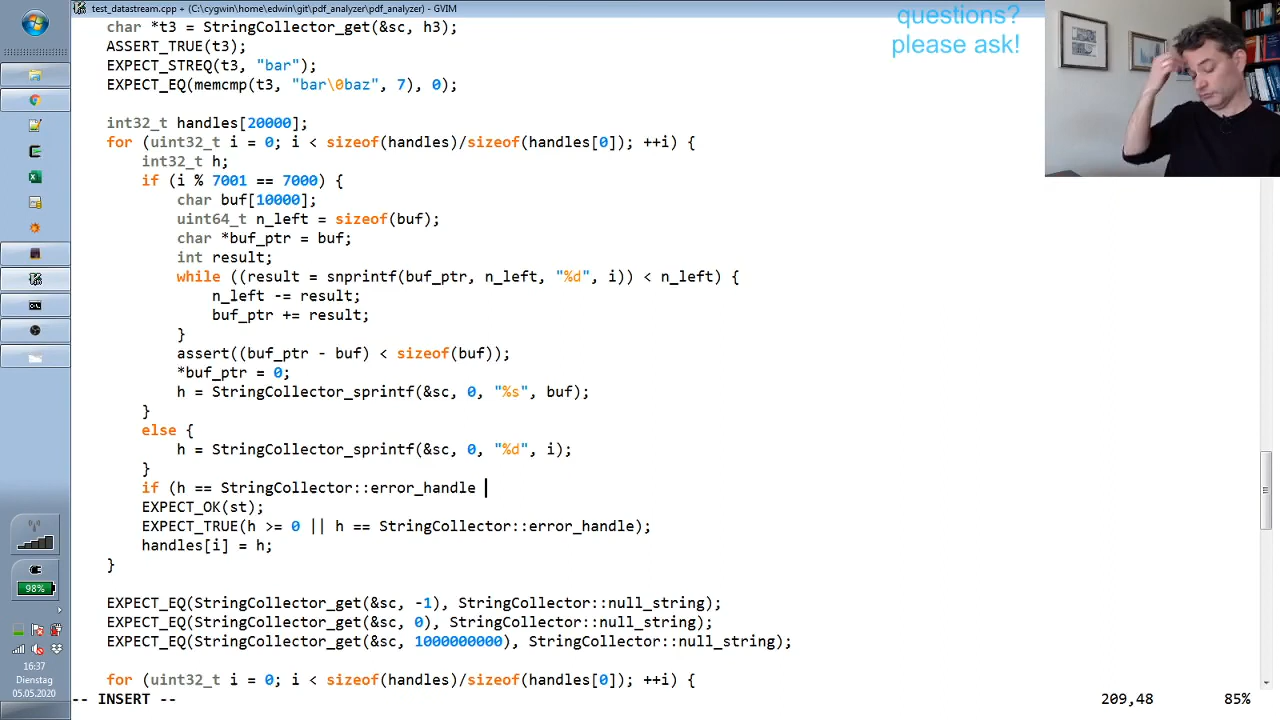 test_datastream.cpp + (C:\cygwin\home\edwin\git\pdf_analyzer\pdf_analyzer) - GVIM
questions?
please ask!
char *t3 = StringCollector_get(&sc, h3);
ASSERT_TRUE(t3);
EXPECT_STREQ(t3, "bar");
EXPECT_EQ(memcmp(t3, "bar\0baz", 7), 0);
int32_t handles[20000];
for (uint32_t i = 0; i < sizeof(handles)/sizeof(handles[0]); ++i) {
int32_t h;
if (i % 7001 == 7000) {
char buf[10000];
uint64_t n_left = sizeof(buf);
char *buf_ptr = buf;
int result;
while ((result = snprintf(buf_ptr, n_left, "%d", i)) < n_left) {
n_left -= result;
buf_ptr += result;
}
assert((buf_ptr - buf) < sizeof(buf));
*buf_ptr = 0;
h = StringCollector_sprintf(&sc, 0, "%s", buf);
}
else {
h = StringCollector_sprintf(&sc, 0, "%d", i);
}
if (h == StringCollector::error_handle
EXPECT_OK(st);
EXPECT_TRUE(h >= 0 || h == StringCollector::error_handle);
handles[i] = h;
}
EXPECT_EQ(StringCollector_get(&sc, -1), StringCollector::null_string);
EXPECT_EQ(StringCollector_get(&sc, 0), StringCollector::null_string);
EXPECT_EQ(StringCollector_get(&sc, 1000000000), StringCollector::null_string);
for (uint32_t i = 0; i < sizeof(handles)/sizeof(handles[0]); ++i) {
-- INSERT --
209,48
85%
98%
16:37
Dienstag
05.05.2020